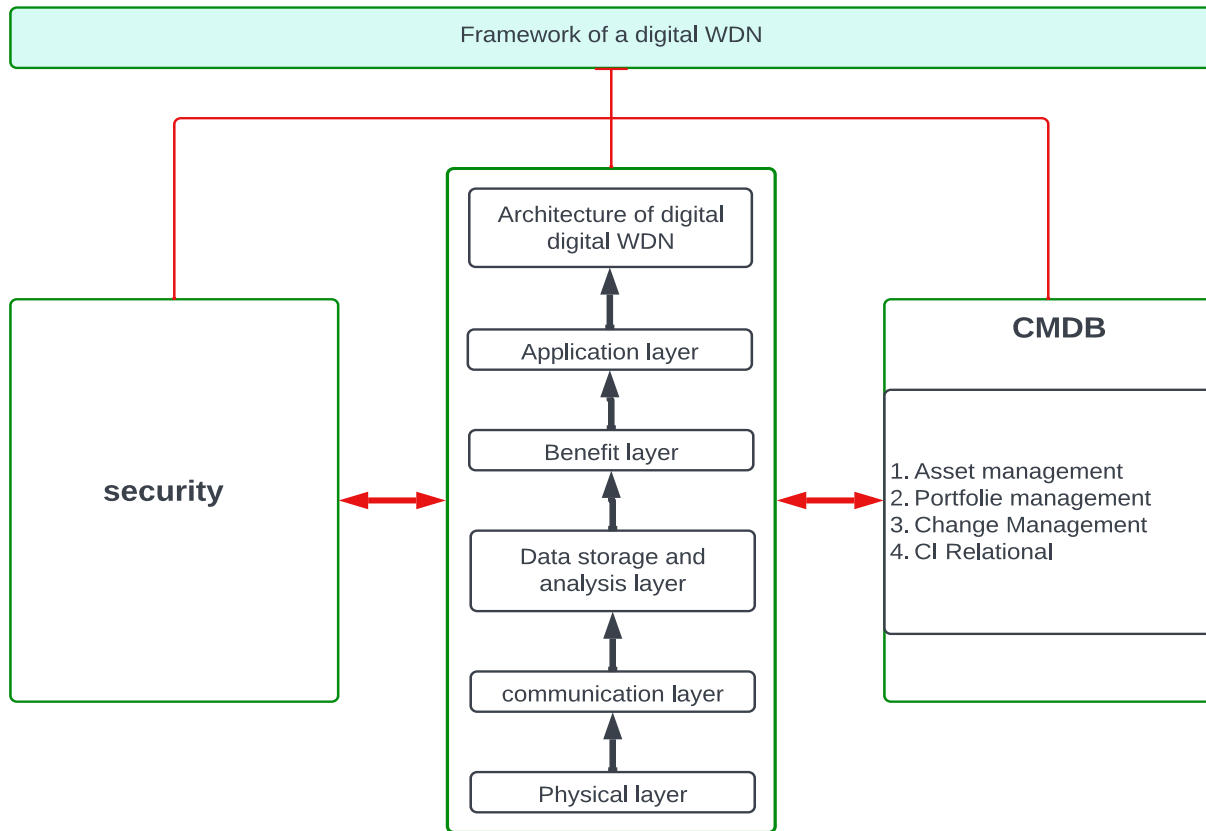 Framework of a digital WDN
Architecture of digital
digital WDN
Application layer
Benefit layer
Data storage and
analysis layer
communication layer
Physical layer
security
CMDB
1. Asset management
2. Portfolie management
3. Change Management
4. CI Relational